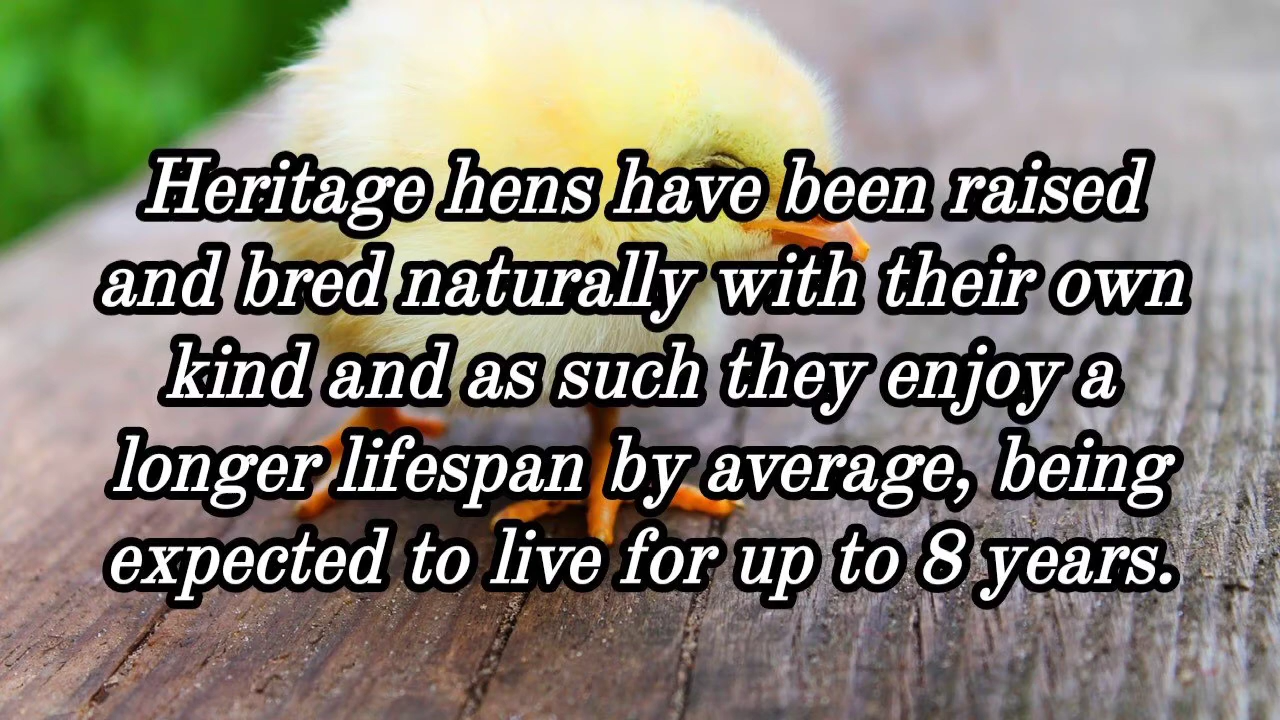 Heritage hens have been raised
and bred naturally with their own
kind and as such they enjoy a
longer lifespan by average, being
expected to live for up to 8 years.